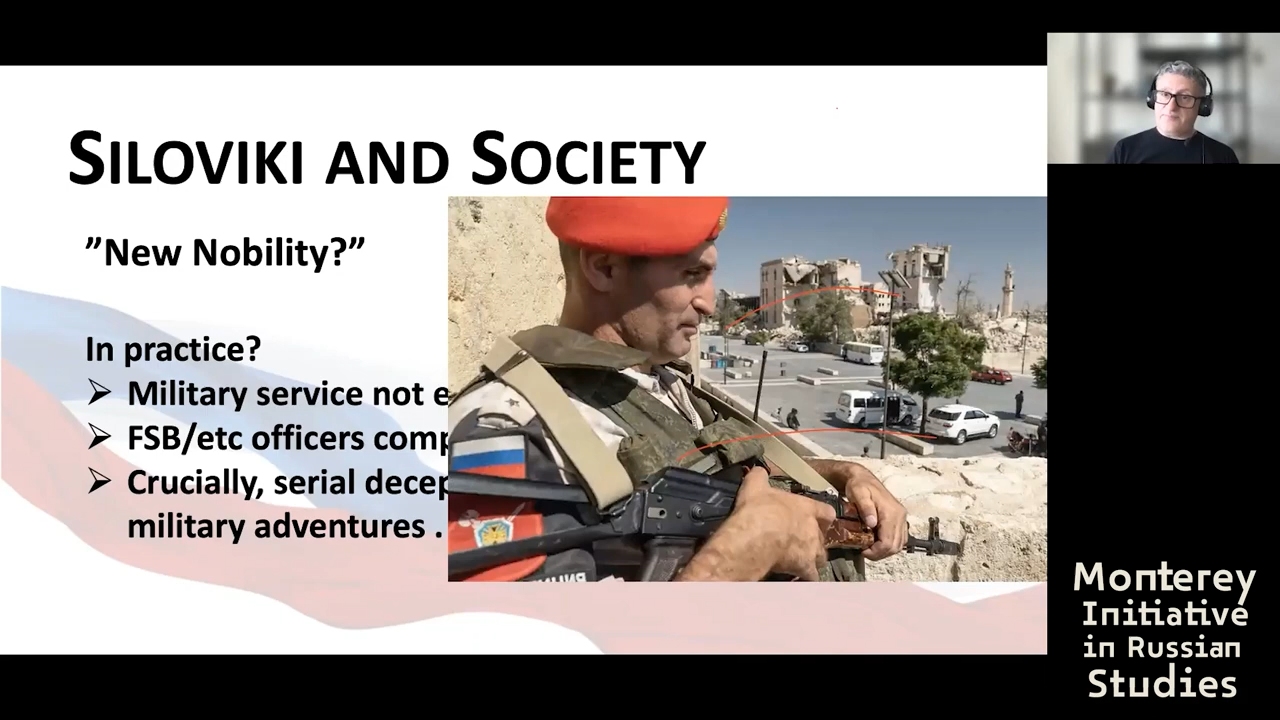 SILOVIKI AND SOCIETY
”New Nobility?”
In practice?
➢ Military service not e
➢ FSB/etc officers comp
➢ Crucially, serial decep
military adventures .
Monterey
Initiative
in Russian
Studies